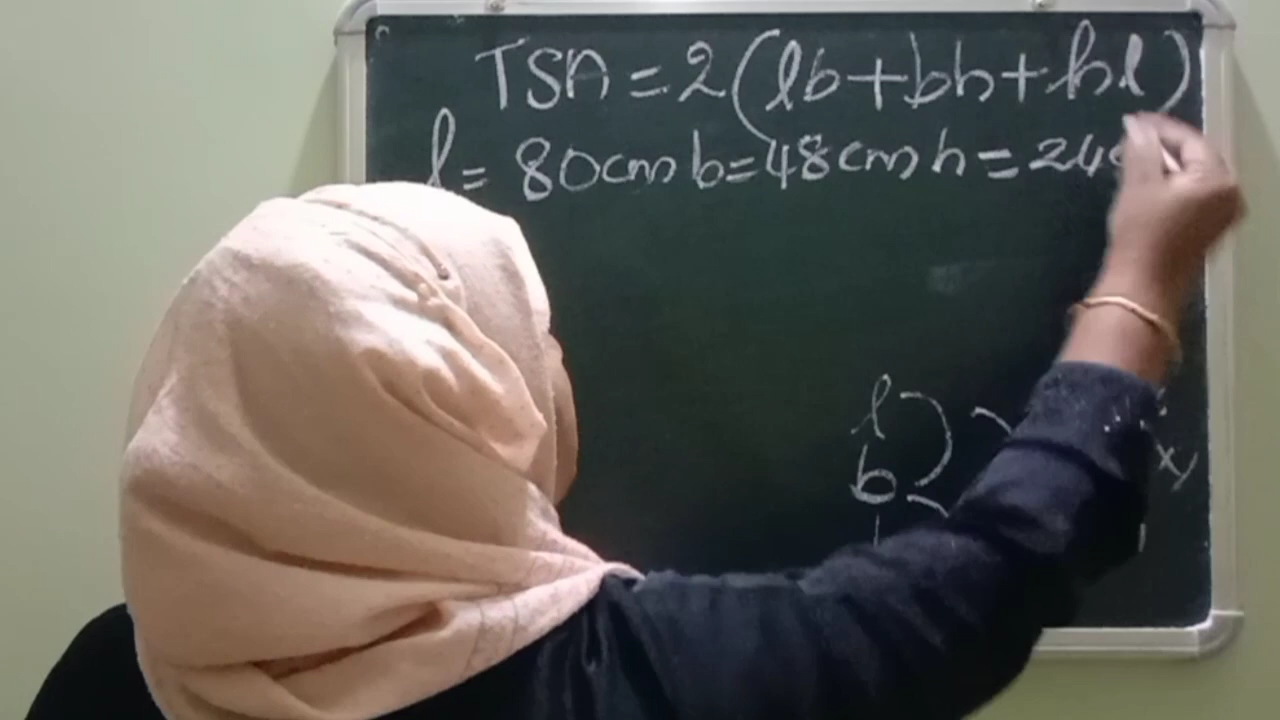 TSA = 2(lb+bh+hl)
l = 80cm b=48cm h=24c
l
b
x
y